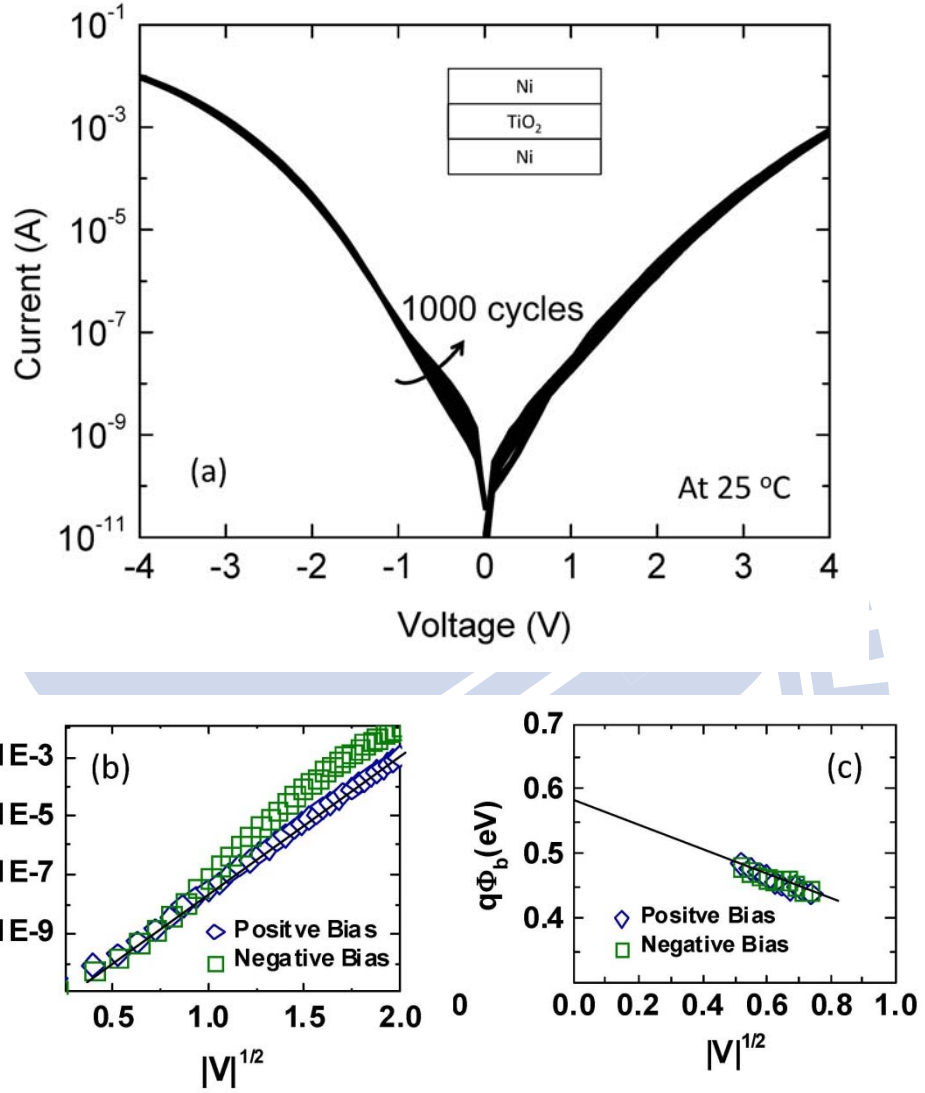 10⁻¹
10⁻³
10⁻⁵
10⁻⁷
10⁻⁹
10⁻¹¹
Current (A)
Ni
TiO₂
Ni
1000 cycles
(a)
At 25 °C
-4 -3 -2 -1 0 1 2 3 4
Voltage (V)
(b)
1E-3
1E-5
1E-7
1E-9
Positve Bias
Negative Bias
0.5 1.0 1.5 2.0
|V|^1/2
(c)
0.7
0.6
0.5
0.4
0
qΦ_b(eV)
Positve Bias
Negative Bias
0.0 0.2 0.4 0.6 0.8 1.0
|V|^1/2